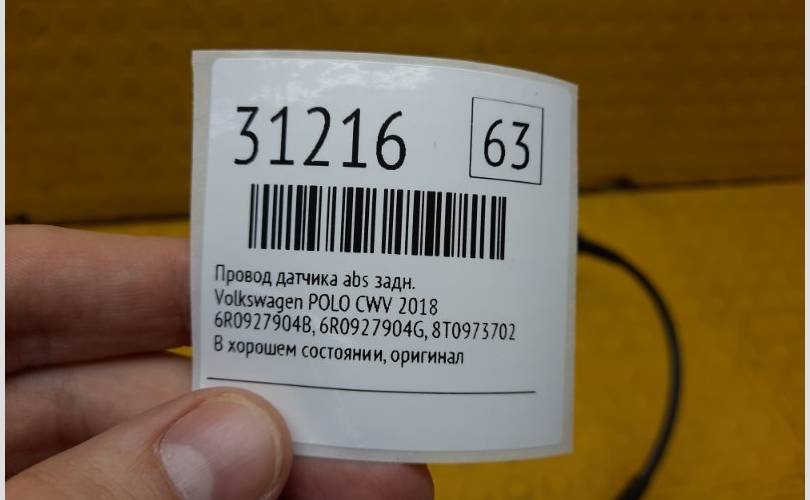 31216
63
Провод датчика abs задн.
Volkswagen POLO CWV 2018
6R0927904B, 6R0927904G, 8T0973702
В хорошем состоянии, оригинал